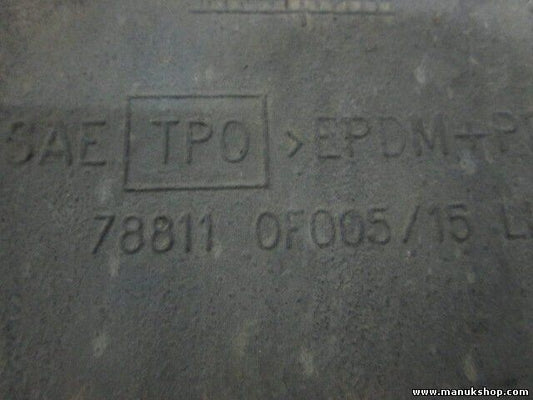 SAE TPO >EPDM+P
78811 0F005/15 L
www.manukshop.com